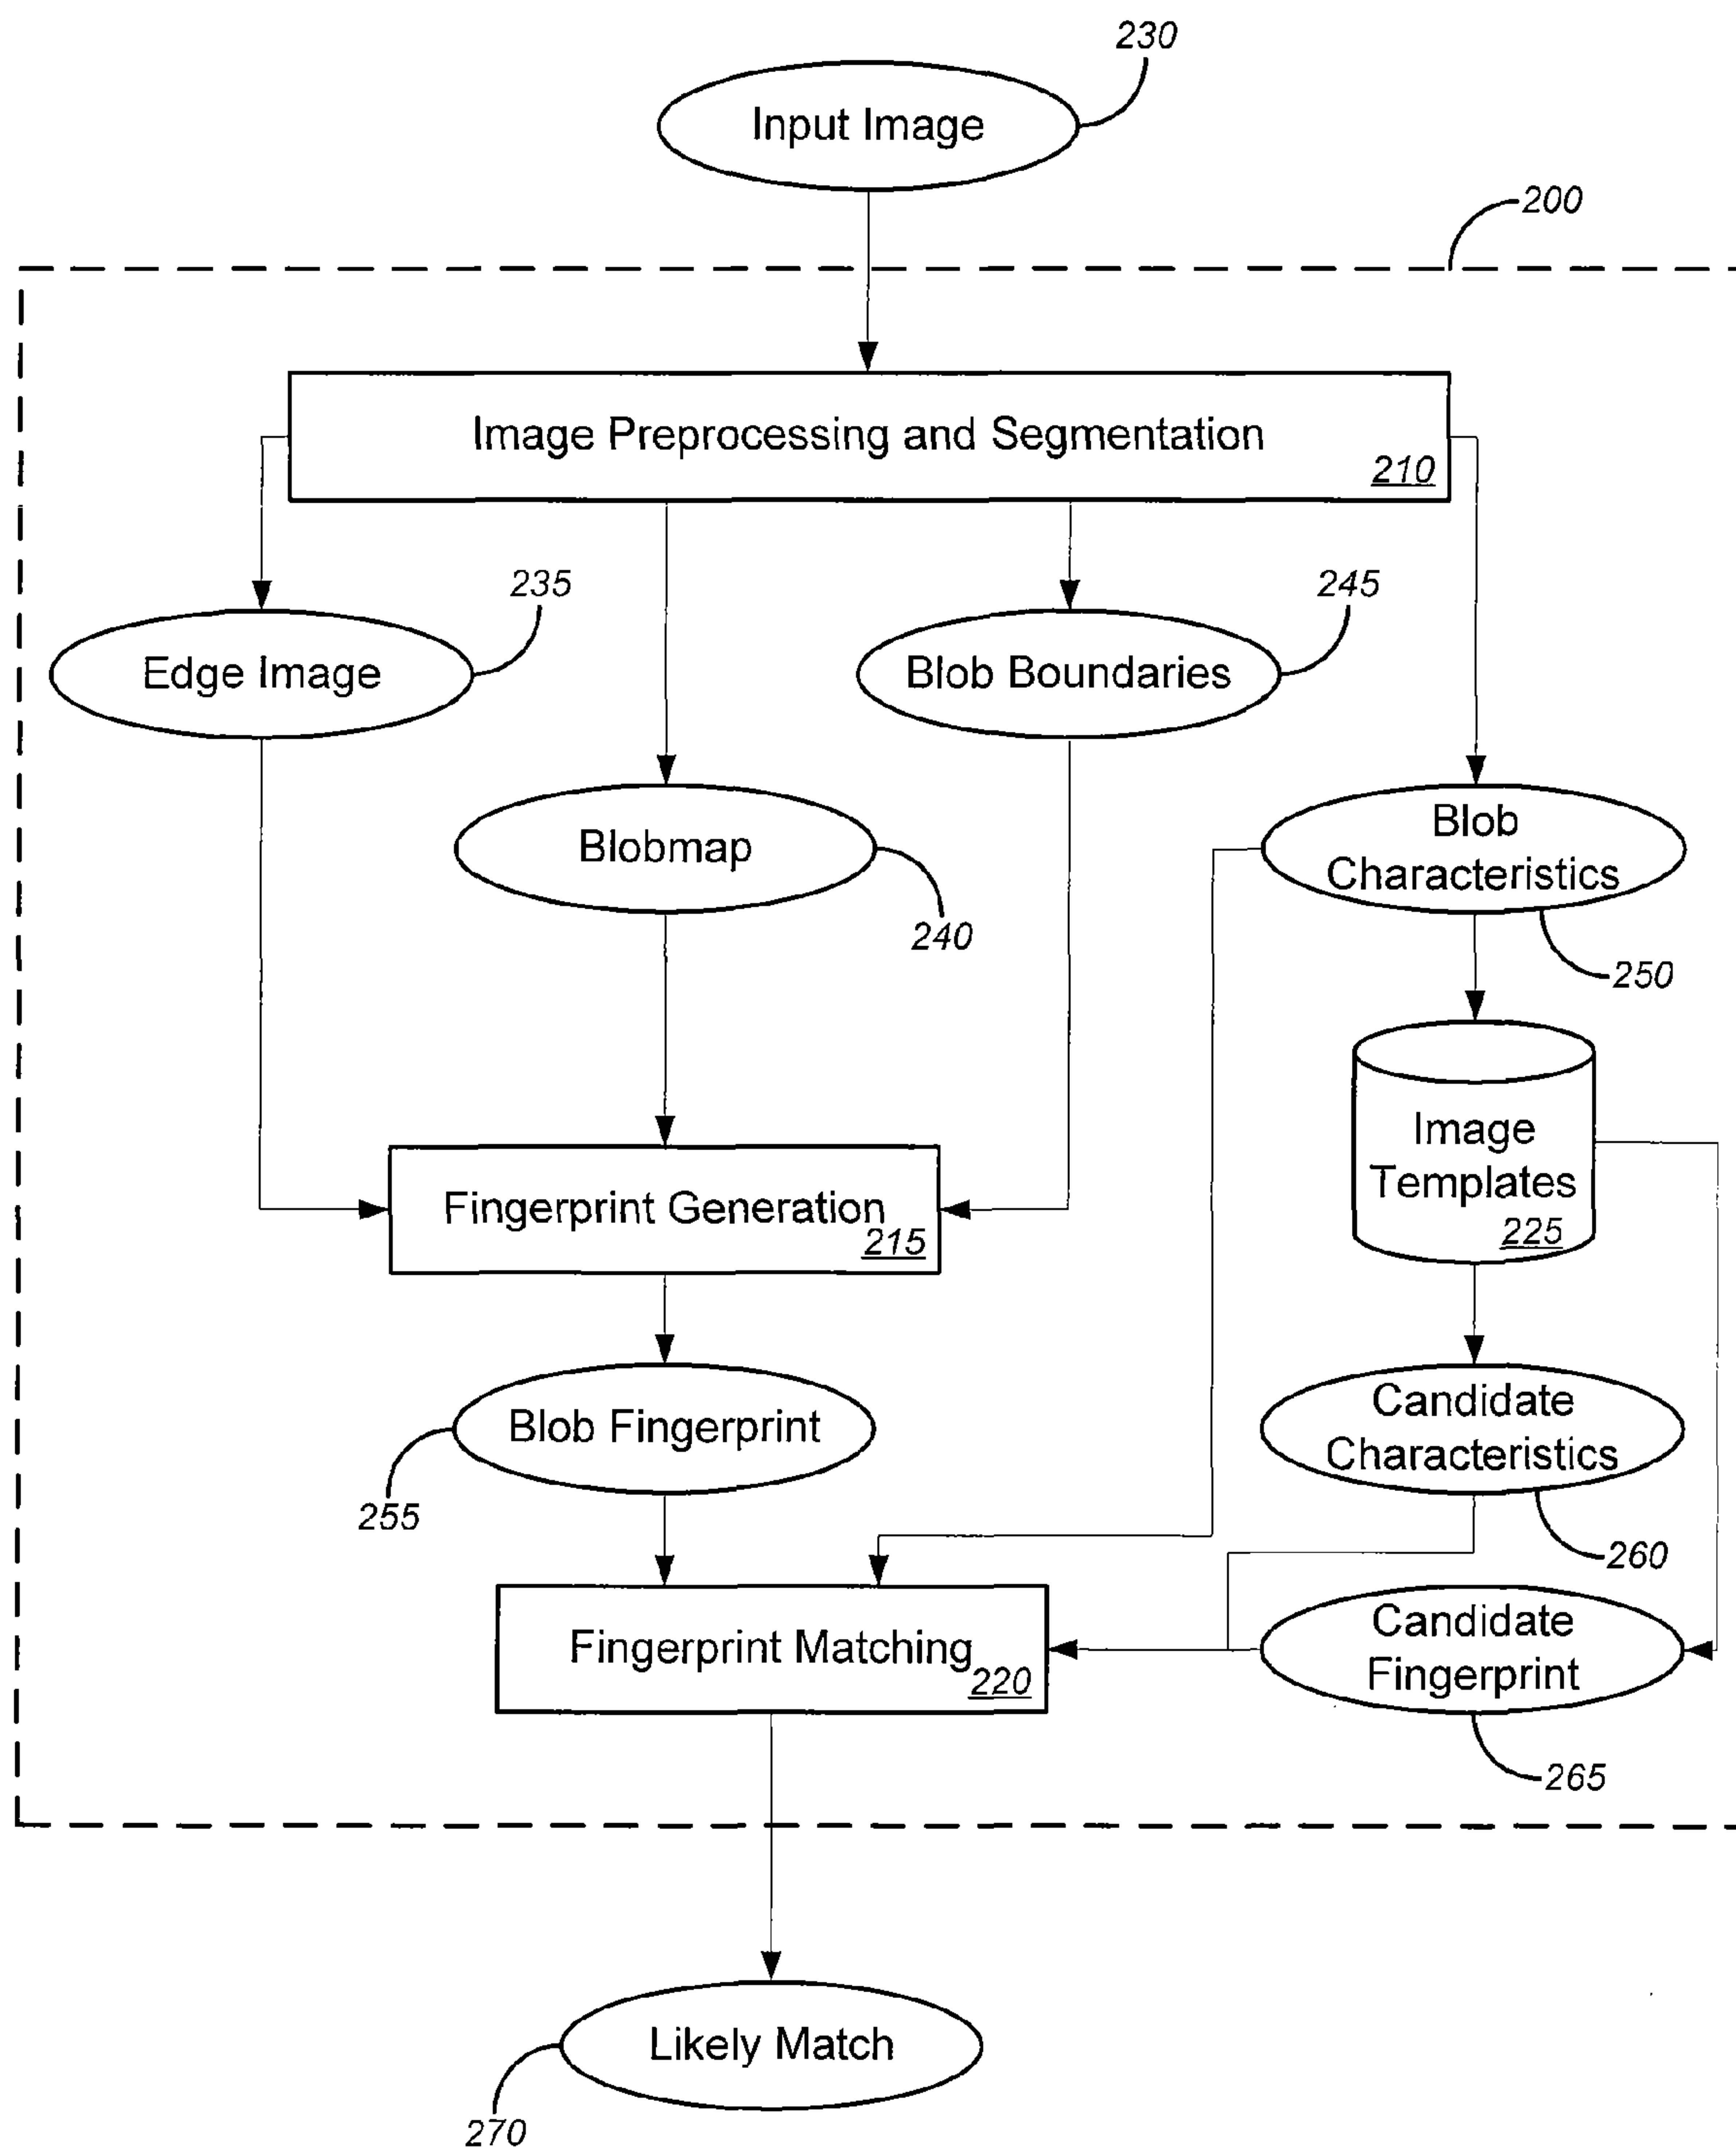 230
Input Image
200
Image Preprocessing and Segmentation
210
235
245
Edge Image
Blob Boundaries
Blobmap
Blob
Characteristics
240
250
Image
Templates
225
Fingerprint Generation
215
Blob Fingerprint
Candidate
Characteristics
255
260
Fingerprint Matching
220
Candidate
Fingerprint
265
Likely Match
270